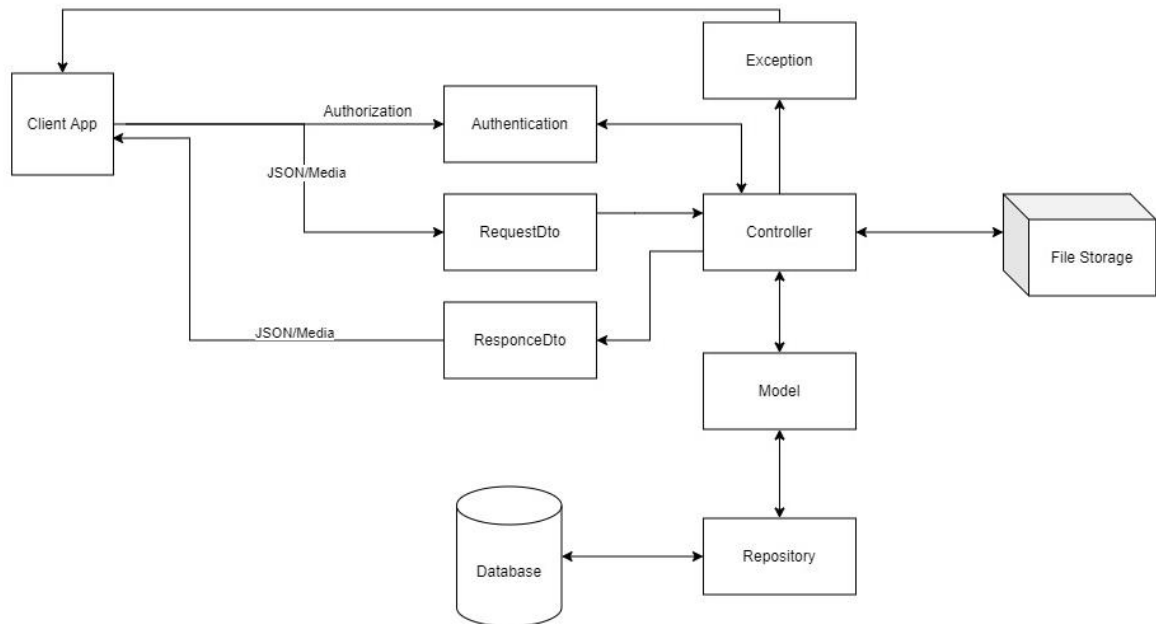 Exception
Client App
Authorization
Authentication
JSON/Media
RequestDto
Controller
File Storage
JSON/Media
ResponceDto
Model
Database
Repository